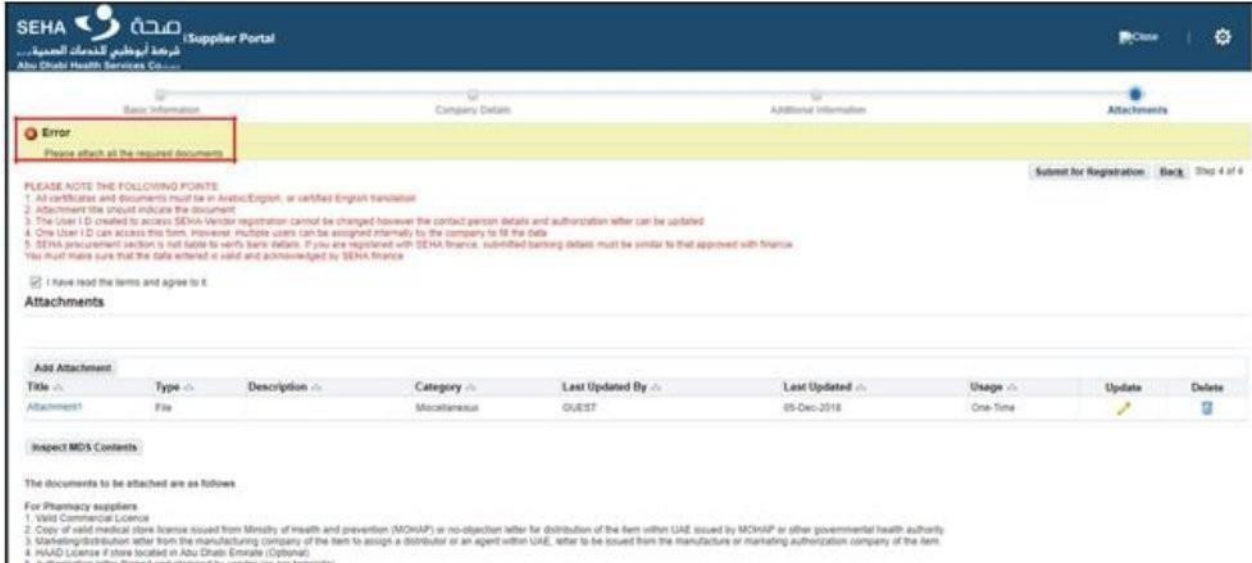 SEHA صحة iSupplier Portal
شركة أبوظبي للخدمات الصحية
Abu Dhabi Health Services Co.
Close
Basic Information Company Details Additional Information Attachments
Error
Please attach all the required documents
Submit for Registration Back Step 4 of 4
PLEASE NOTE THE FOLLOWING POINTS
1. All certificates and documents must be in Arabic/English, or certified English translation
2. Attachment title should indicate the document
3. The User I.D created to access SEHA Vendor registration cannot be changed however the contact person details and authorization letter can be updated
4. One User I.D can access this form. However, multiple users can be assigned internally by the company to fill the data
5. SEHA procurement section is not liable to verify bank details. If you are registered with SEHA finance, submitted banking details must be similar to that approved with finance
You must make sure that the data entered is valid and acknowledged by SEHA finance
I have read the terms and agree to it
Attachments
Add Attachment
Title Type Description Category Last Updated By Last Updated Usage Update Delete
Attachment1 File Miscellaneous GUEST 05-Dec-2018 One-Time
Inspect MDS Contents
The documents to be attached are as follows
For Pharmacy suppliers
1. Valid Commercial Licence
2. Copy of valid medical store license issued from Ministry of Health and prevention (MOHAP) or no-objection letter for distribution of the item within UAE issued by MOHAP or other governmental health authority
3. Marketing/distribution letter from the manufacturing company of the item to assign a distributor or an agent within UAE, letter to be issued from the manufacture or marketing authorization company of the item
4. HAAD License if store located in Abu Dhabi Emirate (Optional)